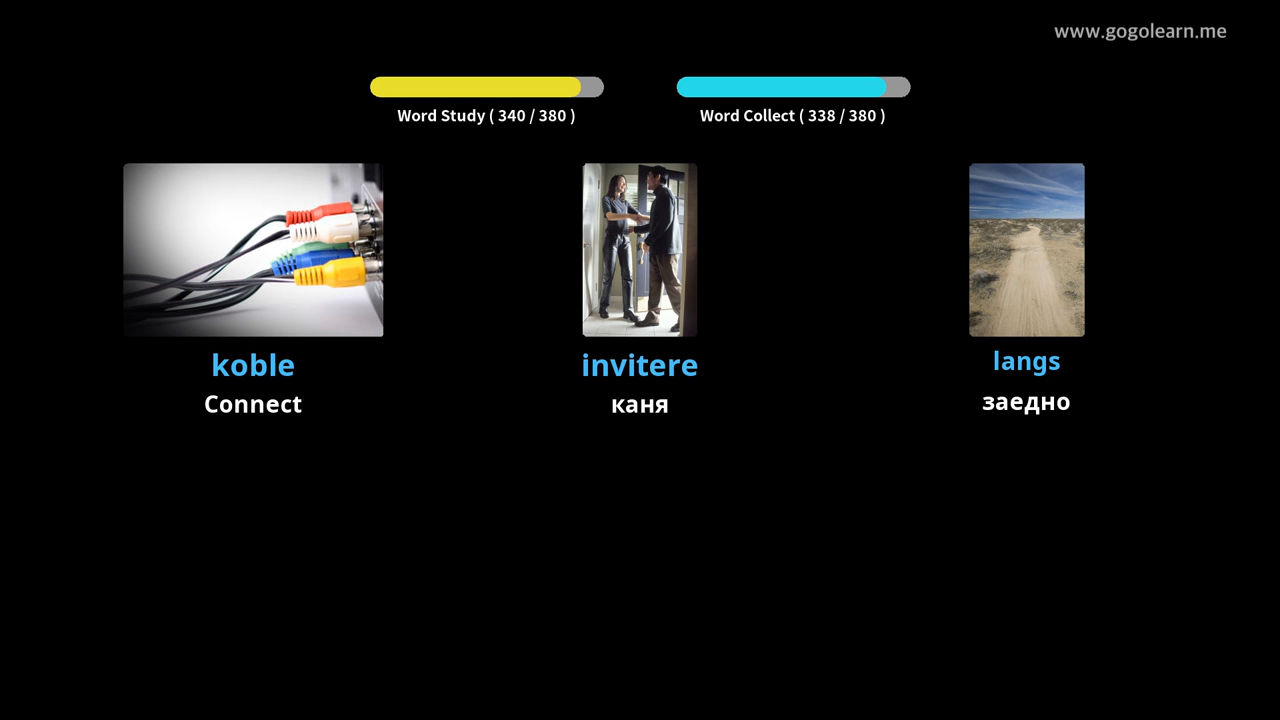 www.gogolearn.me
Word Study ( 340 / 380 )
Word Collect ( 338 / 380 )
koble
Connect
invitere
каня
langs
заедно